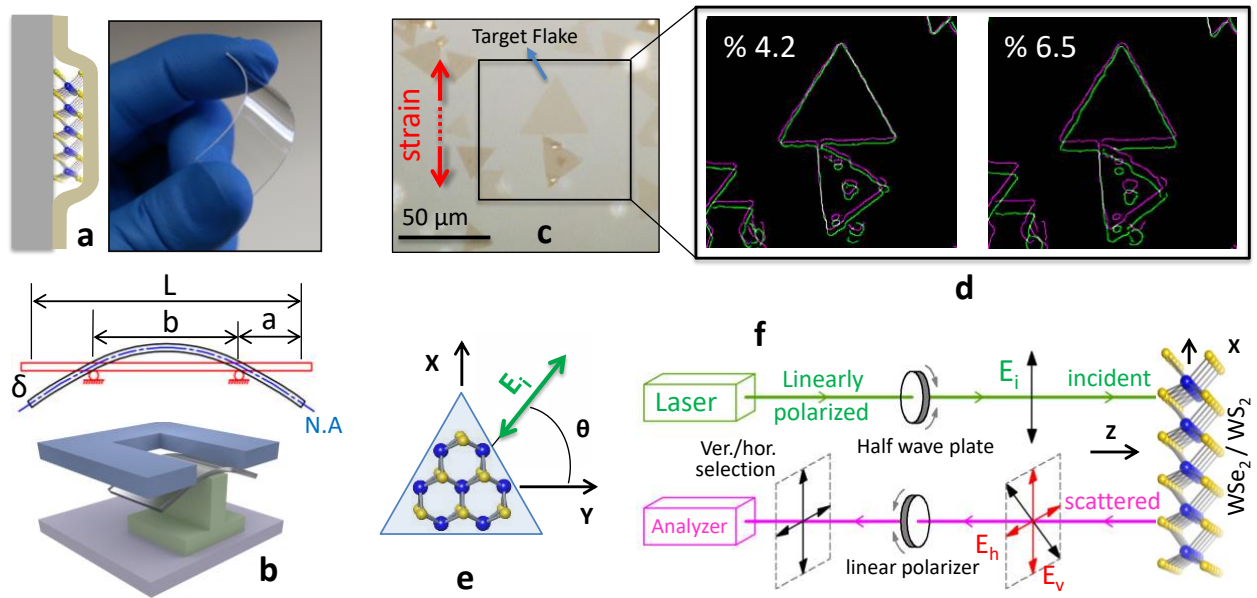 a
Target Flake
strain
50 µm
c
% 4.2
% 6.5
d
L
b
a
δ
N.A
b
X
Eᵢ
θ
Y
e
f
Laser
Linearly
polarized
Half wave plate
Eᵢ
incident
X
Z
WSe₂ / WS₂
Ver./hor.
selection
Analyzer
linear polarizer
scattered
Eₕ
Eᵥ